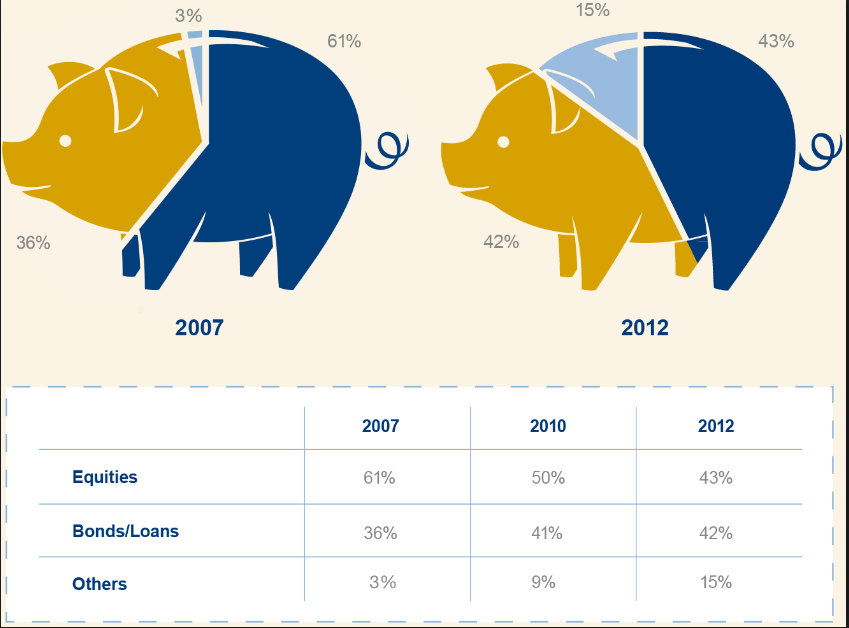 3%
61%
36%
2007
15%
43%
42%
2012
2007 2010 2012
Equities 61% 50% 43%
Bonds/Loans 36% 41% 42%
Others 3% 9% 15%